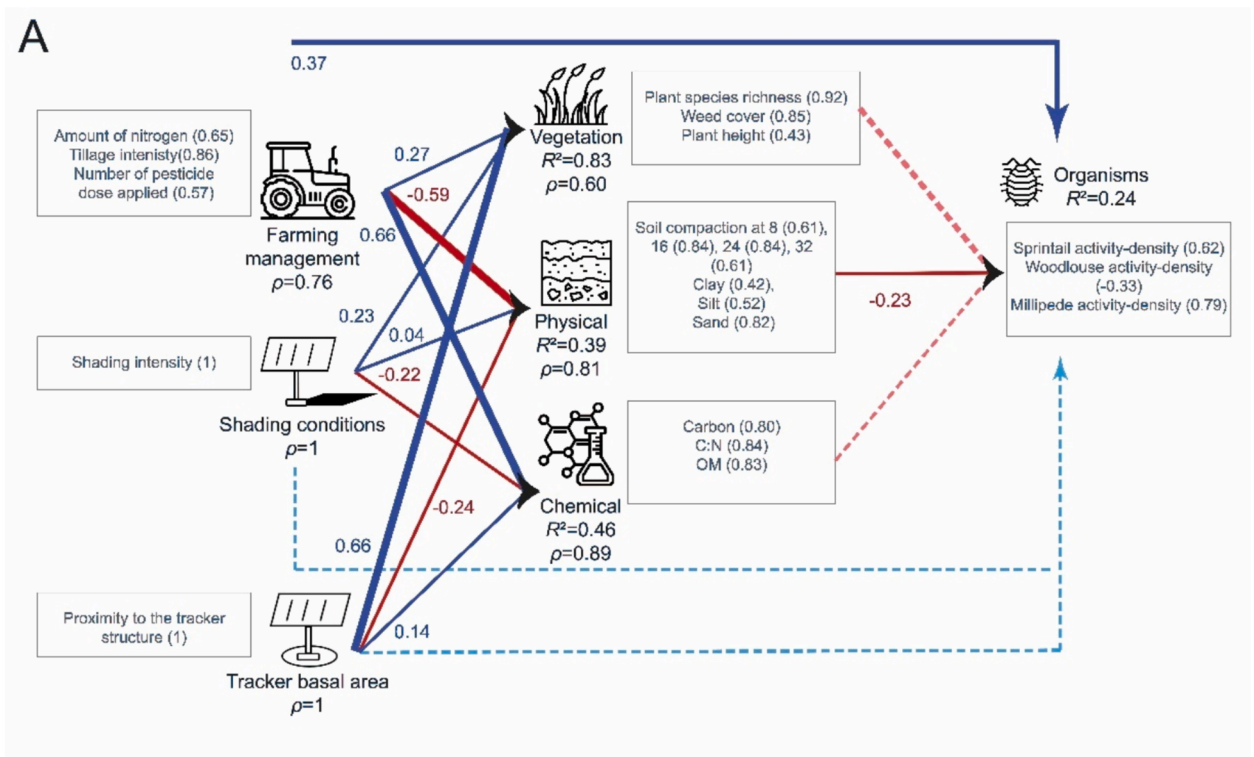 A
0.37
Amount of nitrogen (0.65)
Tillage intenisty(0.86)
Number of pesticide
dose applied (0.57)
Farming
management
ρ=0.76
0.27
-0.59
0.66
Vegetation
R²=0.83
ρ=0.60
Plant species richness (0.92)
Weed cover (0.85)
Plant height (0.43)
Organisms
R²=0.24
Sprintail activity-density (0.62)
Woodlouse activity-density
(-0.33)
Millipede activity-density (0.79)
Soil compaction at 8 (0.61),
16 (0.84), 24 (0.84), 32
(0.61)
Clay (0.42),
Silt (0.52)
Sand (0.82)
-0.23
Physical
R²=0.39
ρ=0.81
Shading intensity (1)
Shading conditions
ρ=1
0.23
0.04
-0.22
Carbon (0.80)
C:N (0.84)
OM (0.83)
Chemical
R²=0.46
ρ=0.89
-0.24
0.66
0.14
Proximity to the tracker
structure (1)
Tracker basal area
ρ=1